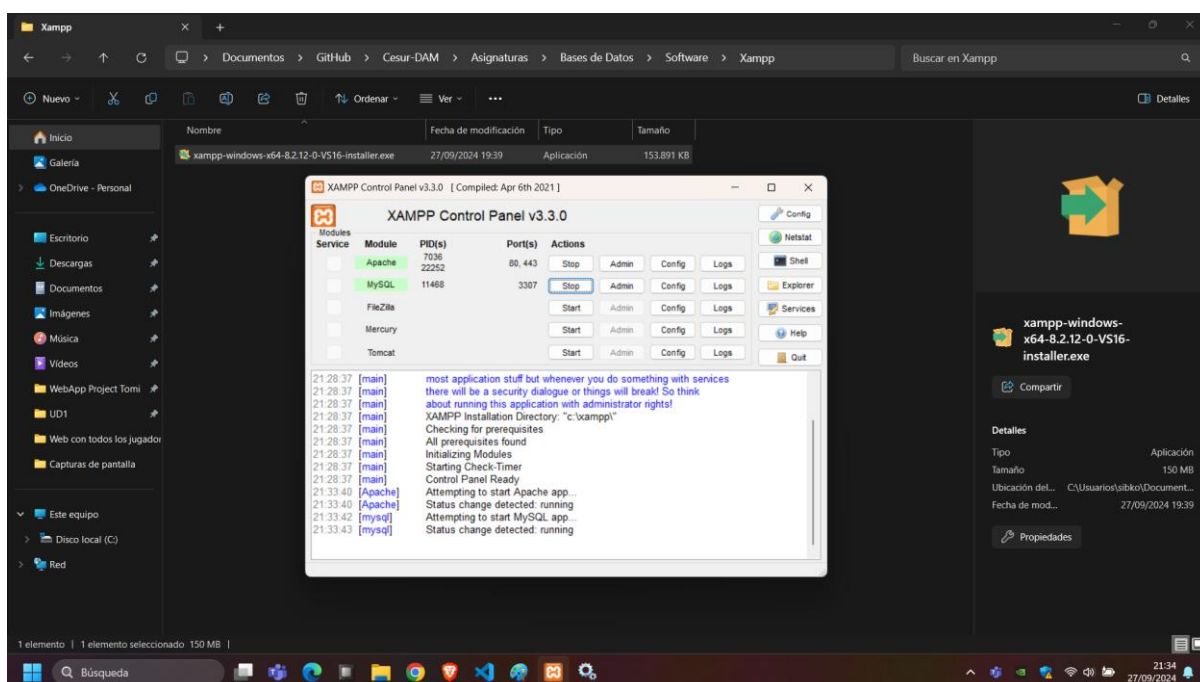 Xampp
Documentos > GitHub > Cesur-DAM > Asignaturas > Bases de Datos > Software > Xampp
Buscar en Xampp
Nuevo
Ordenar
Ver
Detalles
Nombre
Fecha de modificación
Tipo
Tamaño
xampp-windows-x64-8.2.12-0-VS16-installer.exe
27/09/2024 19:39
Aplicación
153.891 KB
Inicio
Galería
OneDrive - Personal
Escritorio
Descargas
Documentos
Imágenes
Música
Vídeos
WebApp Project Tomi
UD1
Web con todos los jugador
Capturas de pantalla
Este equipo
Disco local (C:)
Red
XAMPP Control Panel v3.3.0 [ Compiled: Apr 6th 2021 ]
XAMPP Control Panel v3.3.0
Modules
Service Module PID(s) Port(s) Actions
Apache 7036 22252 80, 443 Stop Admin Config Logs
MySQL 11468 3307 Stop Admin Config Logs
FileZilla Start Admin Config Logs
Mercury Start Admin Config Logs
Tomcat Start Admin Config Logs
Config
Netstat
Shell
Explorer
Services
Help
Quit
21:28:37 [main] most application stuff but whenever you do something with services
21:28:37 [main] there will be a security dialogue or things will break! So think
21:28:37 [main] about running this application with administrator rights!
21:28:37 [main] XAMPP Installation Directory: "c:\xampp\"
21:28:37 [main] Checking for prerequisites
21:28:37 [main] All prerequisites found
21:28:37 [main] Initializing Modules
21:28:37 [main] Starting Check-Timer
21:28:37 [main] Control Panel Ready
21:33:40 [Apache] Attempting to start Apache app...
21:33:40 [Apache] Status change detected: running
21:33:42 [mysql] Attempting to start MySQL app...
21:33:43 [mysql] Status change detected: running
xampp-windows-
x64-8.2.12-0-VS16-
installer.exe
Compartir
Detalles
Tipo Aplicación
Tamaño 150 MB
Ubicación del... C:\Usuarios\sibko\Document...
Fecha de mod... 27/09/2024 19:39
Propiedades
1 elemento | 1 elemento seleccionado 150 MB |
Búsqueda
21:34
27/09/2024